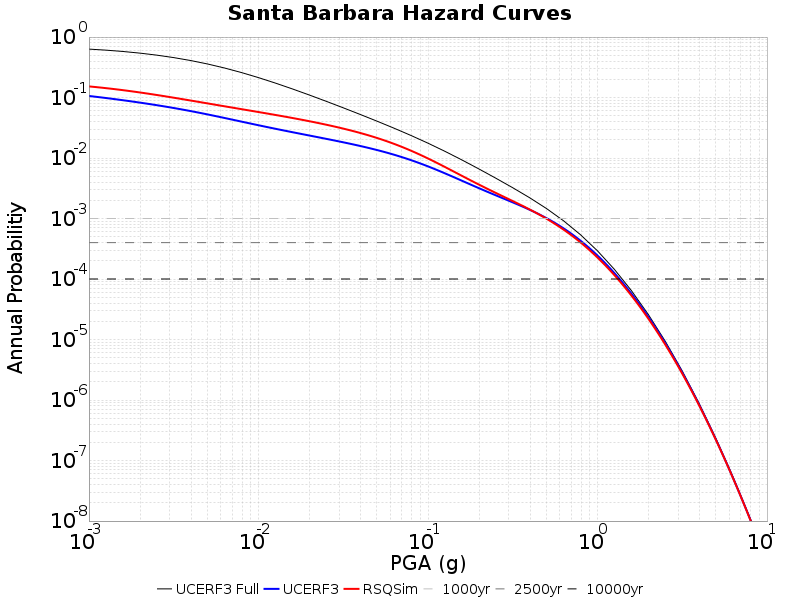 Santa Barbara Hazard Curves
Annual Probabilitiy
10^0
10^-1
10^-2
10^-3
10^-4
10^-5
10^-6
10^-7
10^-8
10^-3 10^-2 10^-1 10^0 10^1
PGA (g)
UCERF3 Full UCERF3 RSQSim 1000yr 2500yr 10000yr